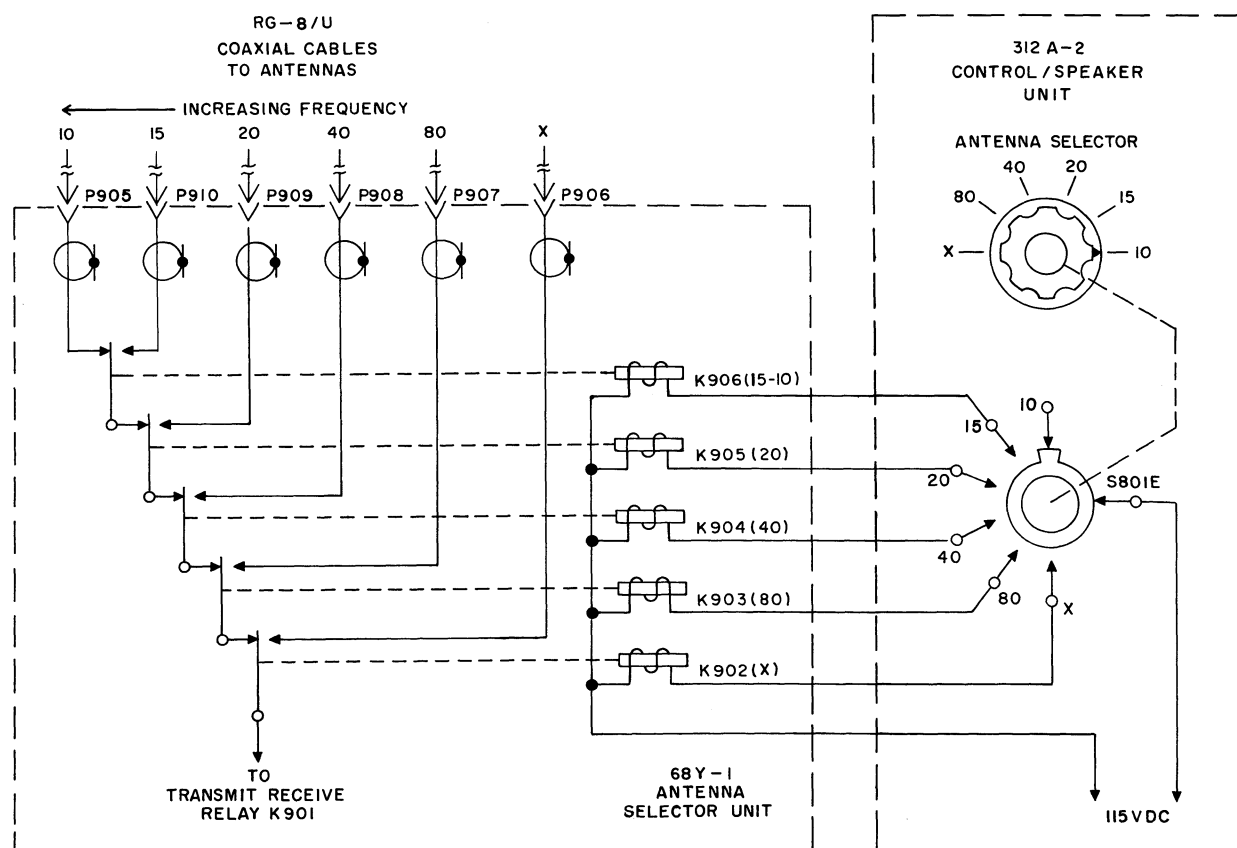 RG-8/U
COAXIAL CABLES
TO ANTENNAS
INCREASING FREQUENCY
10 15 20 40 80 X
P905 P910 P909 P908 P907 P906
312A-2
CONTROL/SPEAKER
UNIT
ANTENNA SELECTOR
40 20
80 15
X 10
K906(15-10)
10
15
K905(20)
20
S801E
K904(40)
40
K903(80)
80
X
K902(X)
TO
TRANSMIT RECEIVE
RELAY K901
68Y-1
ANTENNA
SELECTOR UNIT
115VDC